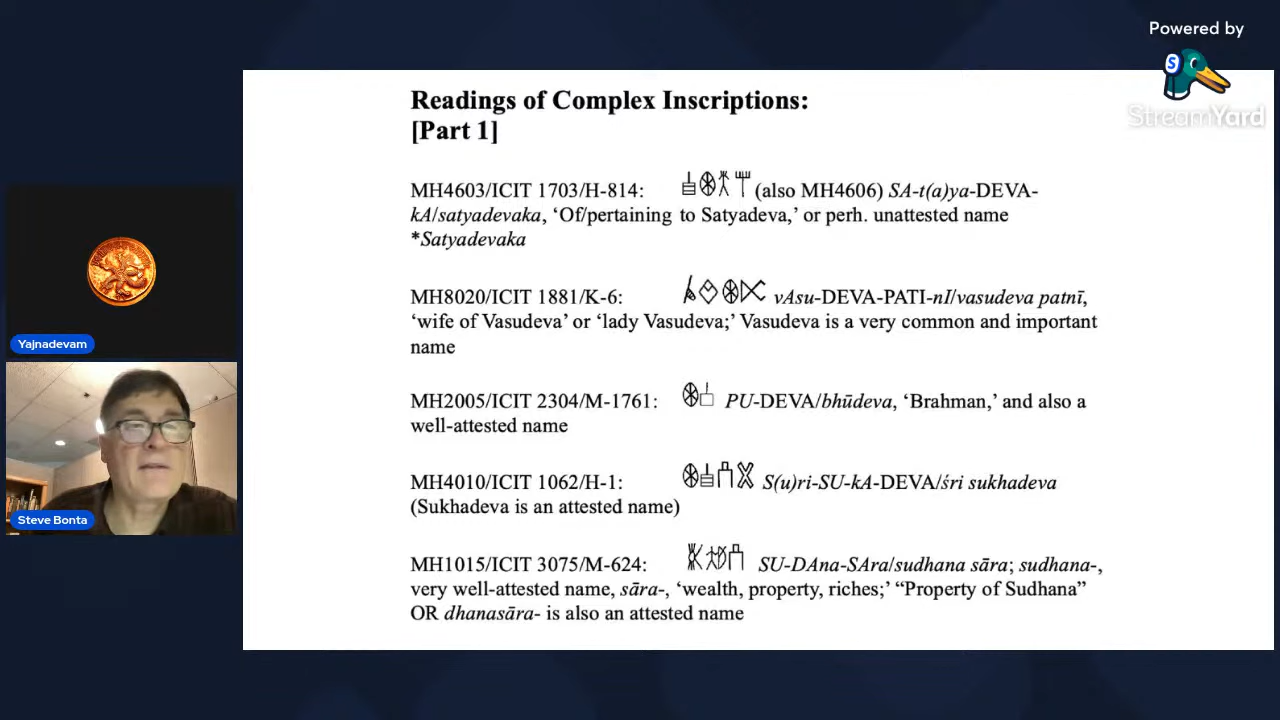 Powered by
StreamYard
Readings of Complex Inscriptions:
[Part 1]
MH4603/ICIT 1703/H-814: (also MH4606) SA-t(a)ya-DEVA-
kA/satyadevaka, ‘Of/pertaining to Satyadeva,’ or perh. unattested name
*Satyadevaka
MH8020/ICIT 1881/K-6: vAsu-DEVA-PATI-nI/vasudeva patnī,
‘wife of Vasudeva’ or ‘lady Vasudeva;’ Vasudeva is a very common and important
name
MH2005/ICIT 2304/M-1761: PU-DEVA/bhūdeva, ‘Brahman,’ and also a
well-attested name
MH4010/ICIT 1062/H-1: S(u)ri-SU-kA-DEVA/śri sukhadeva
(Sukhadeva is an attested name)
MH1015/ICIT 3075/M-624: SU-DAna-SAra/sudhana sāra; sudhana-,
very well-attested name, sāra-, ‘wealth, property, riches;’ “Property of Sudhana”
OR dhanasāra- is also an attested name
Yajnadevam
Steve Bonta